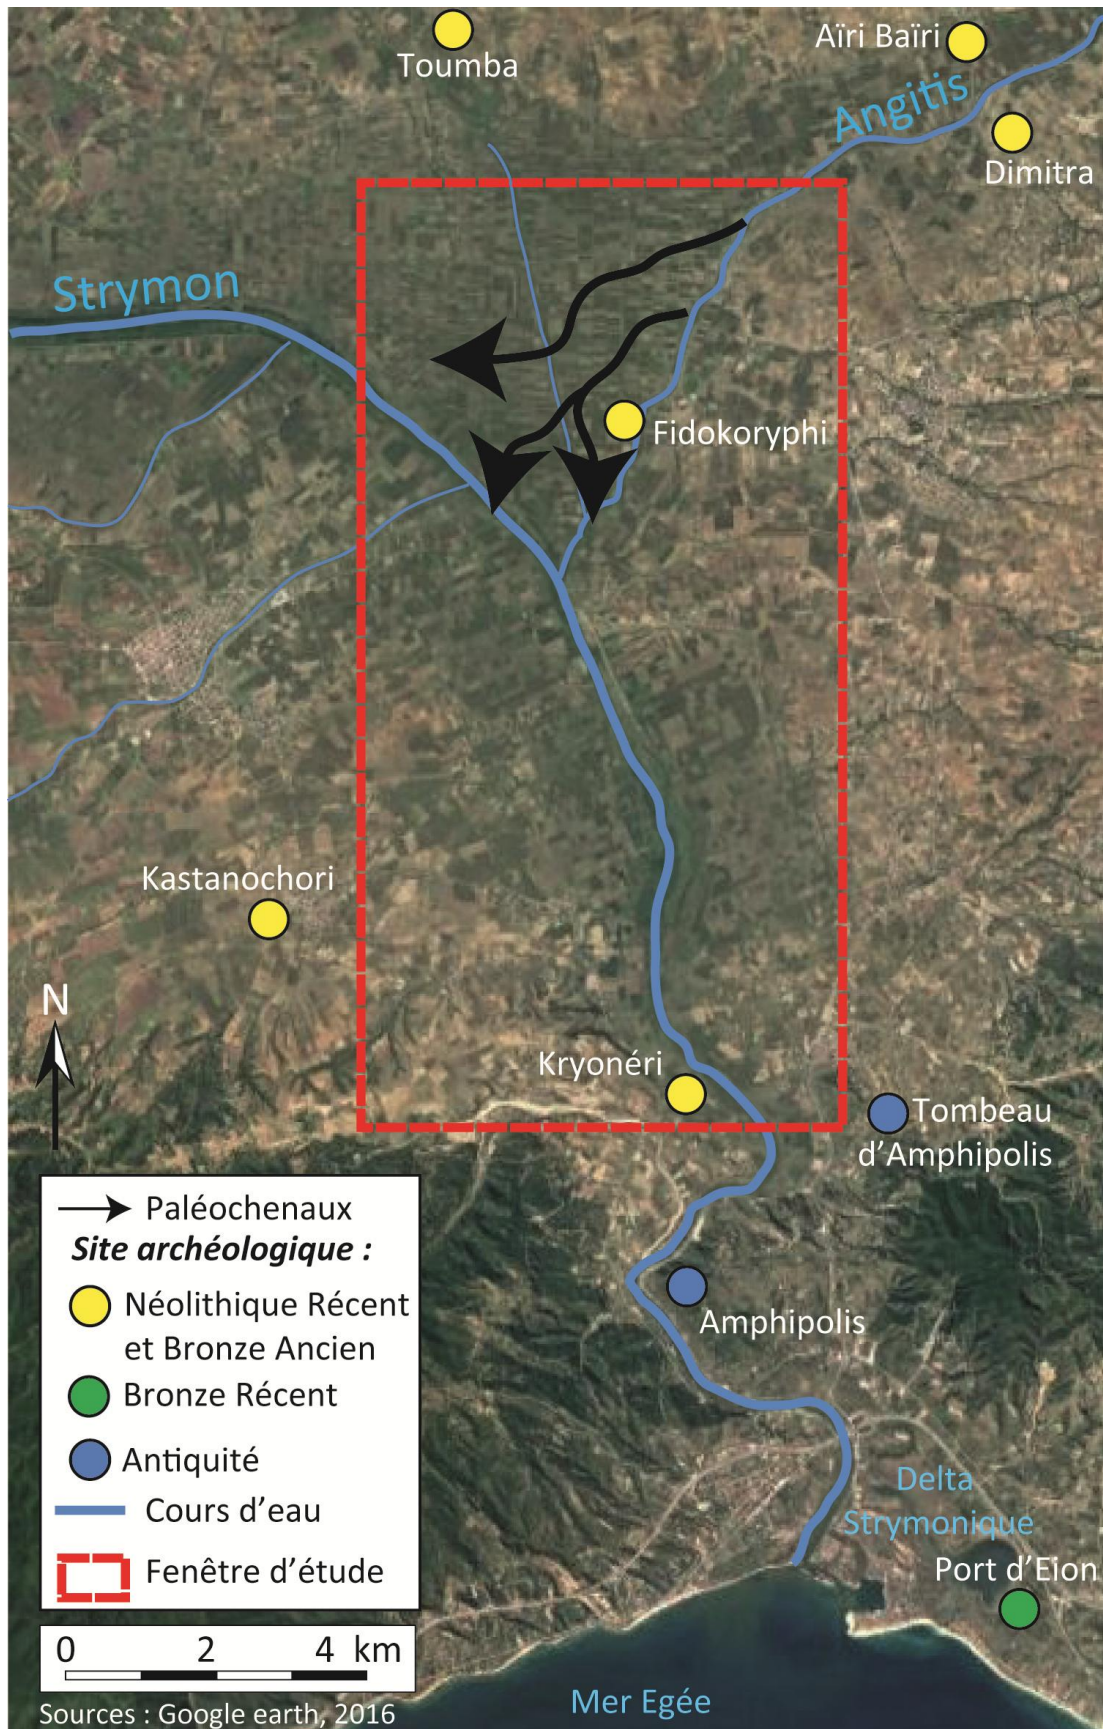 Toumba
Aïri Baïri
Angitis
Dimitra
Strymon
Fidokoryphi
Kastanochori
N
Kryonéri
Tombeau
d'Amphipolis
Amphipolis
Delta
Strymonique
Port d'Eion
Mer Egée
Paléochenaux
Site archéologique :
Néolithique Récent
et Bronze Ancien
Bronze Récent
Antiquité
Cours d'eau
Fenêtre d'étude
0 2 4 km
Sources : Google earth, 2016